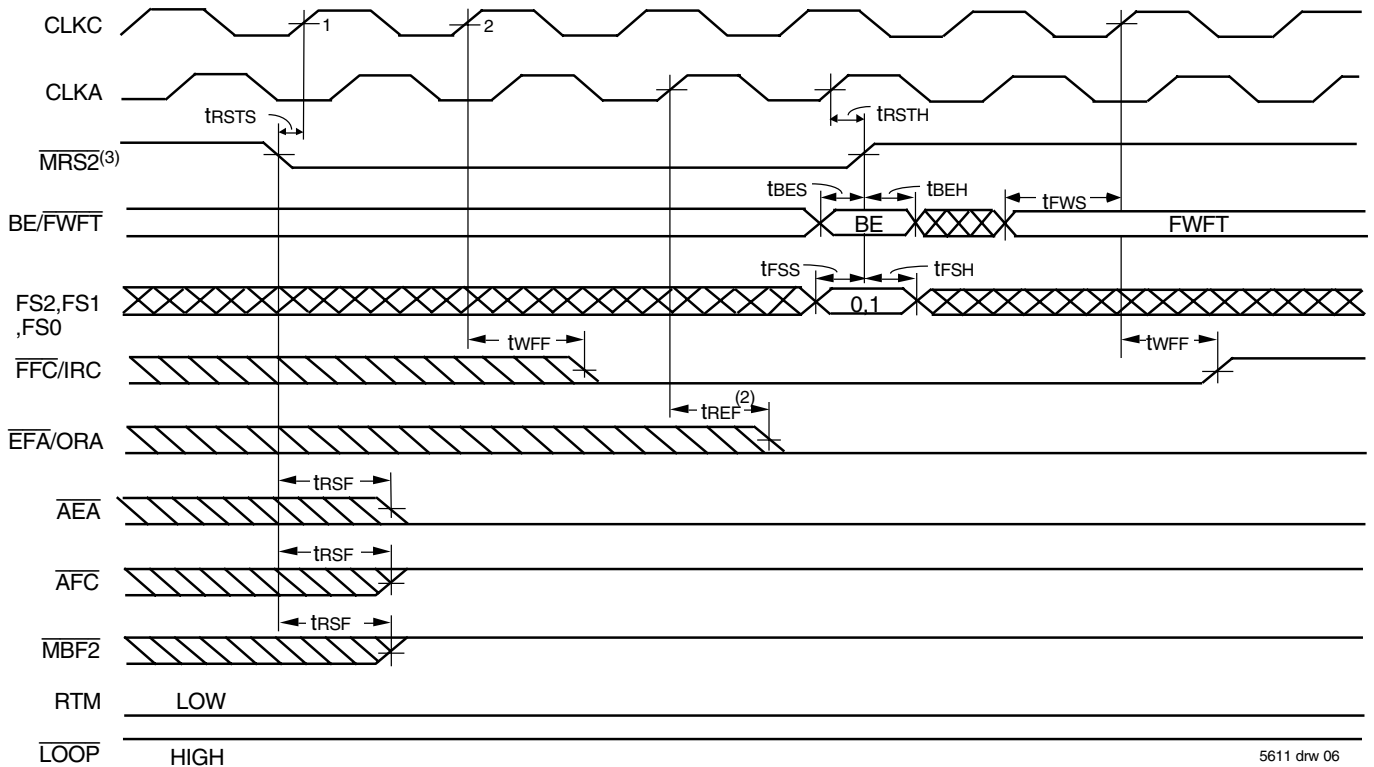 CLKC
1
2
CLKA
tRSTS
tRSTH
MRS2(3)
tBES
tBEH
tFWS
BE/FWFT
BE
FWFT
tFSS
tFSH
FS2,FS1
,FS0
0,1
tWFF
tWFF
FFC/IRC
tREF(2)
EFA/ORA
tRSF
AEA
tRSF
AFC
tRSF
MBF2
RTM LOW
LOOP HIGH
5611 drw 06